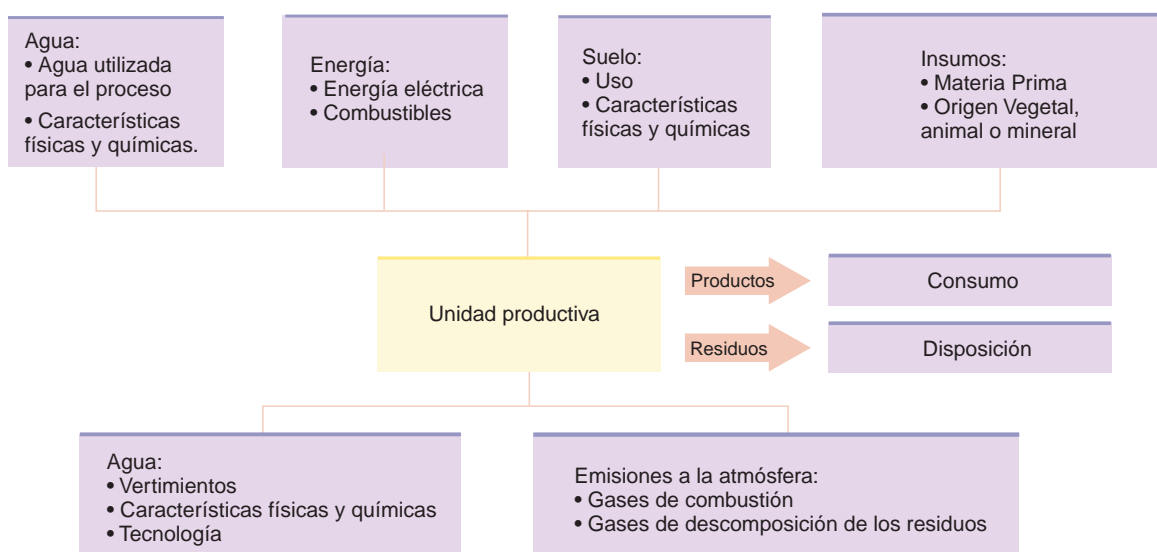 Agua:
• Agua utilizada
para el proceso
• Características
físicas y químicas.
Energía:
• Energía eléctrica
• Combustibles
Suelo:
• Uso
• Características
físicas y químicas
Insumos:
• Materia Prima
• Origen Vegetal,
animal o mineral
Unidad productiva
Productos
Consumo
Residuos
Disposición
Agua:
• Vertimientos
• Características físicas y químicas
• Tecnología
Emisiones a la atmósfera:
• Gases de combustión
• Gases de descomposición de los residuos